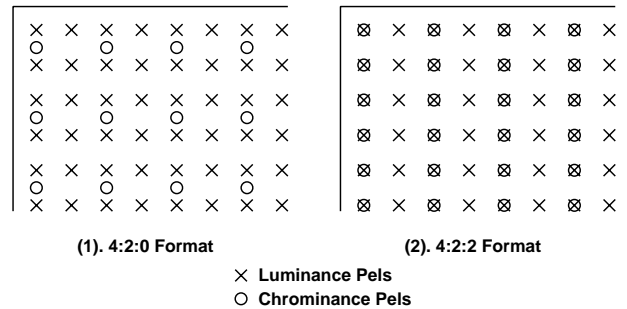 (1). 4:2:0 Format
(2). 4:2:2 Format
Luminance Pels
Chrominance Pels